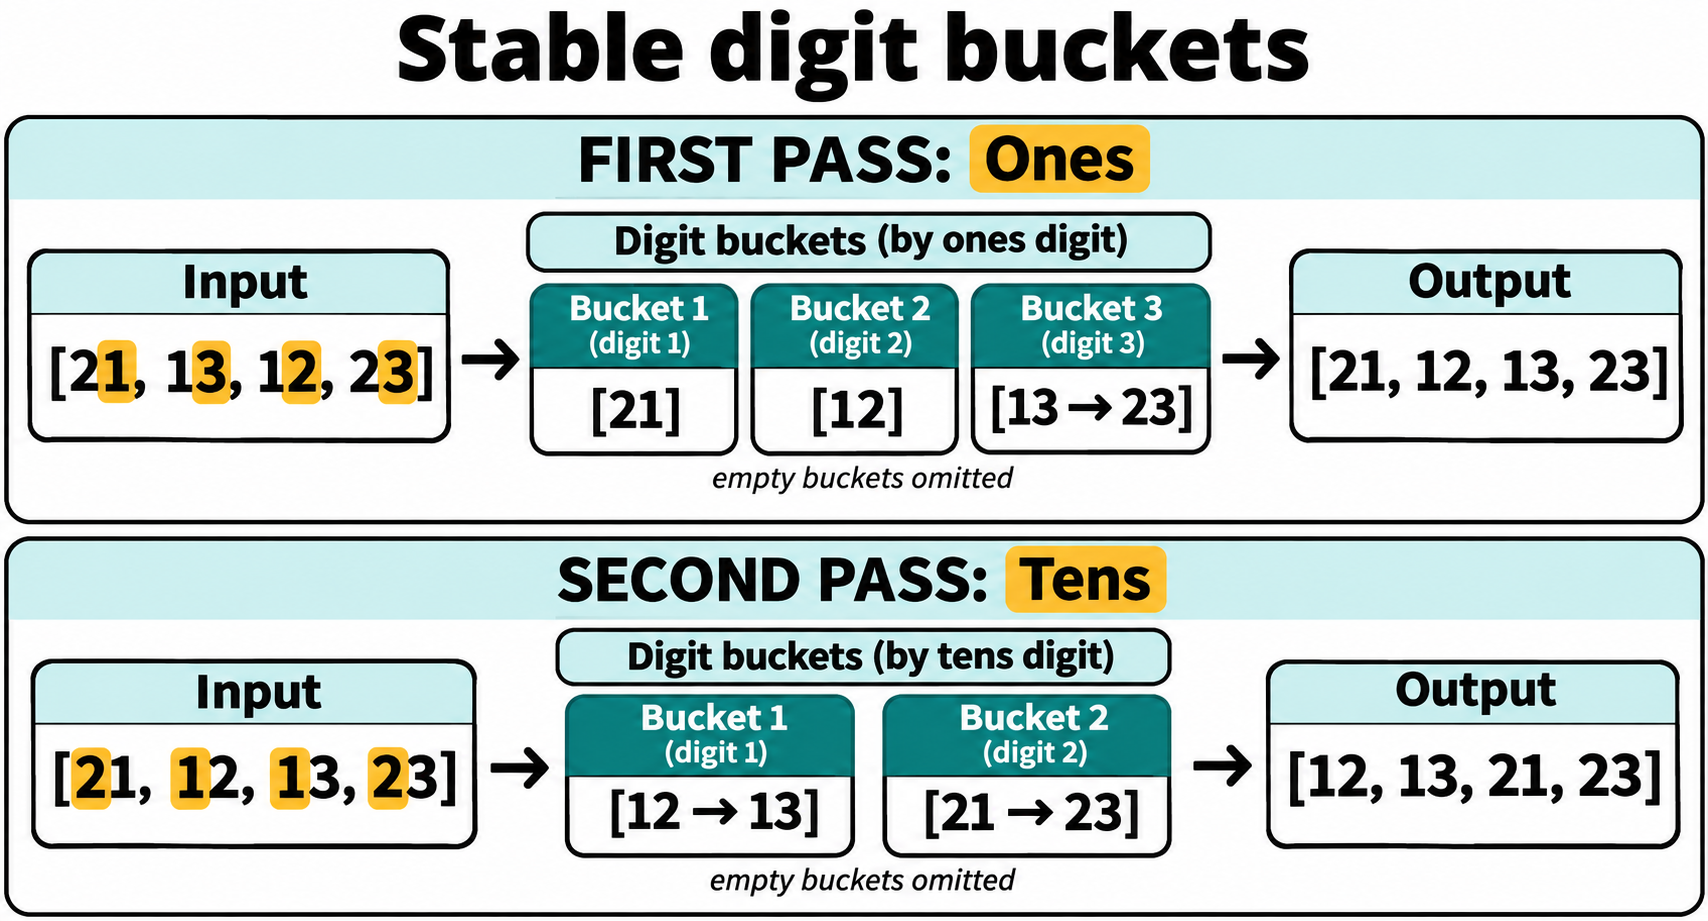 Stable digit buckets
FIRST PASS: Ones
Digit buckets (by ones digit)
Input
[21, 13, 12, 23]
→
Bucket 1
(digit 1)
[21]
Bucket 2
(digit 2)
[12]
Bucket 3
(digit 3)
[13 → 23]
→
Output
[21, 12, 13, 23]
empty buckets omitted
SECOND PASS: Tens
Digit buckets (by tens digit)
Input
[21, 12, 13, 23]
→
Bucket 1
(digit 1)
[12 → 13]
Bucket 2
(digit 2)
[21 → 23]
→
Output
[12, 13, 21, 23]
empty buckets omitted